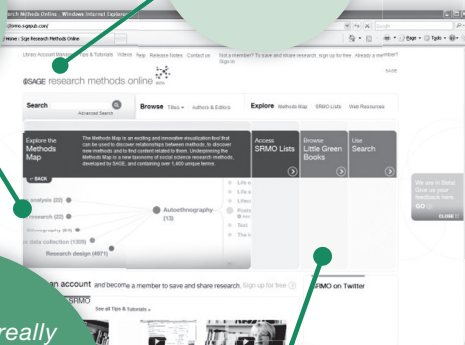 arch Methods Online - Windows Internet Explorer
Home : Sage Research Methods Online
Library Account Manager Tips & Tutorials Videos Help Release Notes Contact us
Not a member? To save and share research, sign up for free. Already a member? Sign in
SAGE research methods online
SAGE
Search
Advanced Search
Browse Titles Authors & Editors
Explore Methods Map SRMO Lists Web Resources
Explore the
Methods
Map
The Methods Map is an exciting and innovative visualization tool that
can be used to discover relationships between methods, to discover
new methods and to find content related to them. Underpinning the
Methods Map is a new taxonomy of social science research methods,
developed by SAGE, and containing over 1,400 unique terms.
Access
SRMO Lists
Browse
Little Green
Books
Use
Search
BACK
analysis (22)
research (22)
data collection (1309)
Research design (4971)
Autoethnography
(13)
We are in Beta.
Give us your
feedback here.
GO
CLOSE
an account and become a member to save and share research. Sign up for free
SRMO on Twitter
SRMO
See all Tips & Tutorials »
really